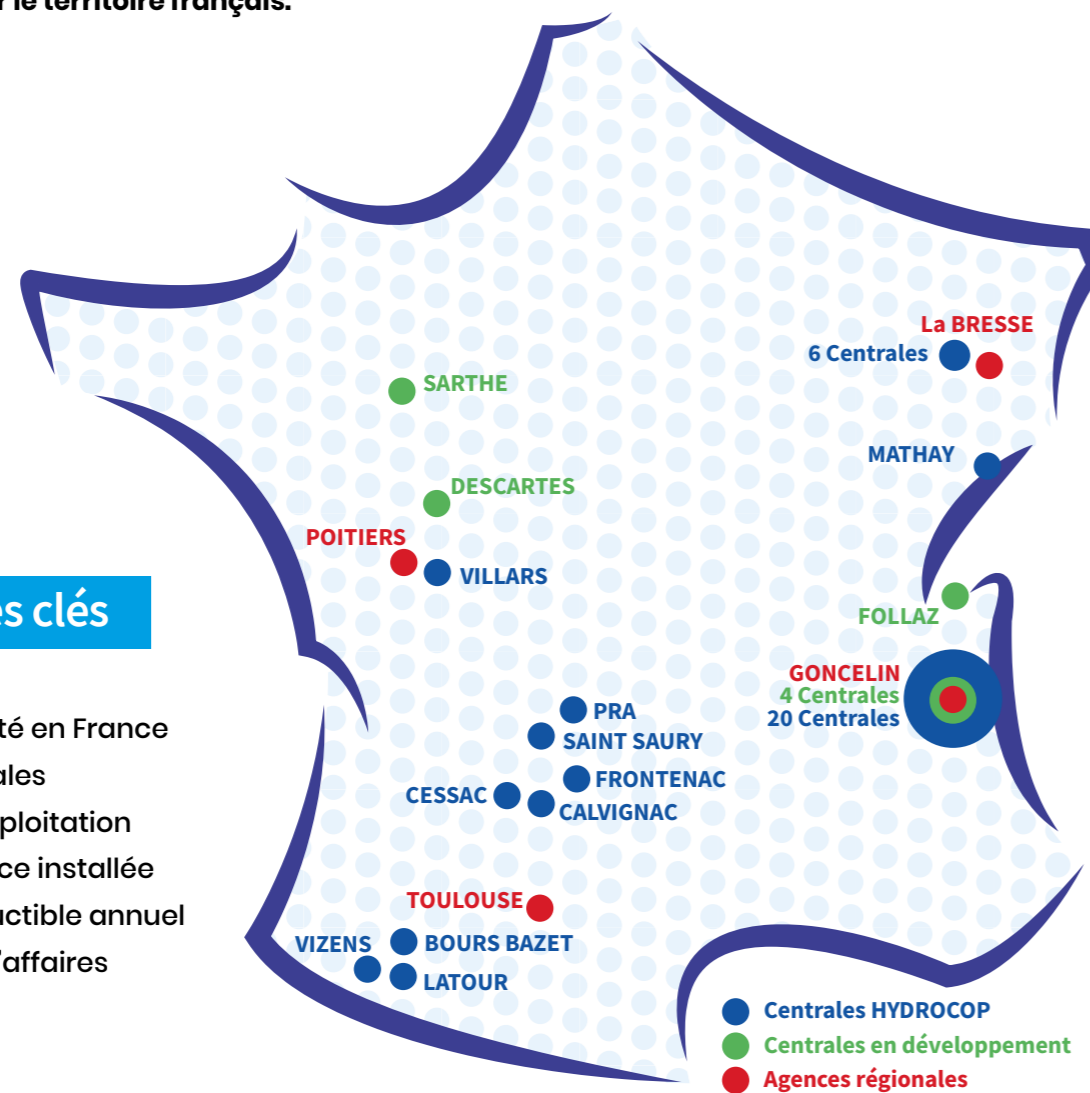 r le territoire français.
La BRESSE
6 Centrales
SARTHE
MATHAY
DESCARTES
POITIERS
VILLARS
es clés
FOLLAZ
GONCELIN
4 Centrales
20 Centrales
té en France
PRA
SAINT SAURY
ales
FRONTENAC
CESSAC
CALVIGNAC
ploitation
ce installée
uctible annuel
'affaires
TOULOUSE
VIZENS
BOURS BAZET
LATOUR
Centrales HYDROCOP
Centrales en développement
Agences régionales